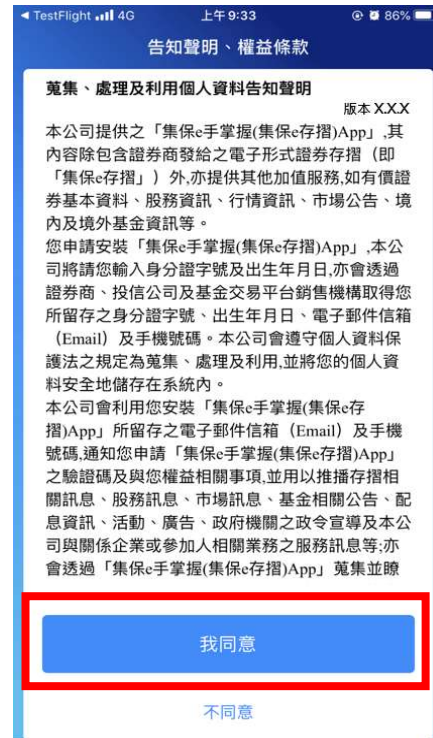 ◀ TestFlight 4G 上午9:33 86%
告知聲明、權益條款
蒐集、處理及利用個人資料告知聲明
版本 X.X.X
本公司提供之「集保e手掌握(集保e存摺)App」,其
內容除包含證券商發給之電子形式證券存摺（即
「集保e存摺」）外,亦提供其他加值服務,如有價證
券基本資料、股務資訊、行情資訊、市場公告、境
內及境外基金資訊等。
您申請安裝「集保e手掌握(集保e存摺)App」,本公
司將請您輸入身分證字號及出生年月日,亦會透過
證券商、投信公司及基金交易平台銷售機構取得您
所留存之身分證字號、出生年月日、電子郵件信箱
（Email）及手機號碼。本公司會遵守個人資料保
護法之規定為蒐集、處理及利用,並將您的個人資
料安全地儲存在系統內。
本公司會利用您安裝「集保e手掌握(集保e存
摺)App」所留存之電子郵件信箱（Email）及手機
號碼,通知您申請「集保e手掌握(集保e存摺)App」
之驗證碼及與您權益相關事項,並用以推播存摺相
關訊息、股務訊息、市場訊息、基金相關公告、配
息資訊、活動、廣告、政府機關之政令宣導及本公
司與關係企業或參加人相關業務之服務訊息等;亦
會透過「集保e手掌握(集保e存摺)App」蒐集並瞭
我同意
不同意